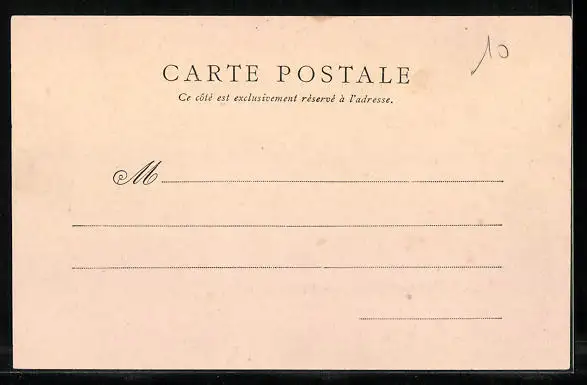 10
CARTE POSTALE
Ce côté est exclusivement réservé à l'adresse.
M